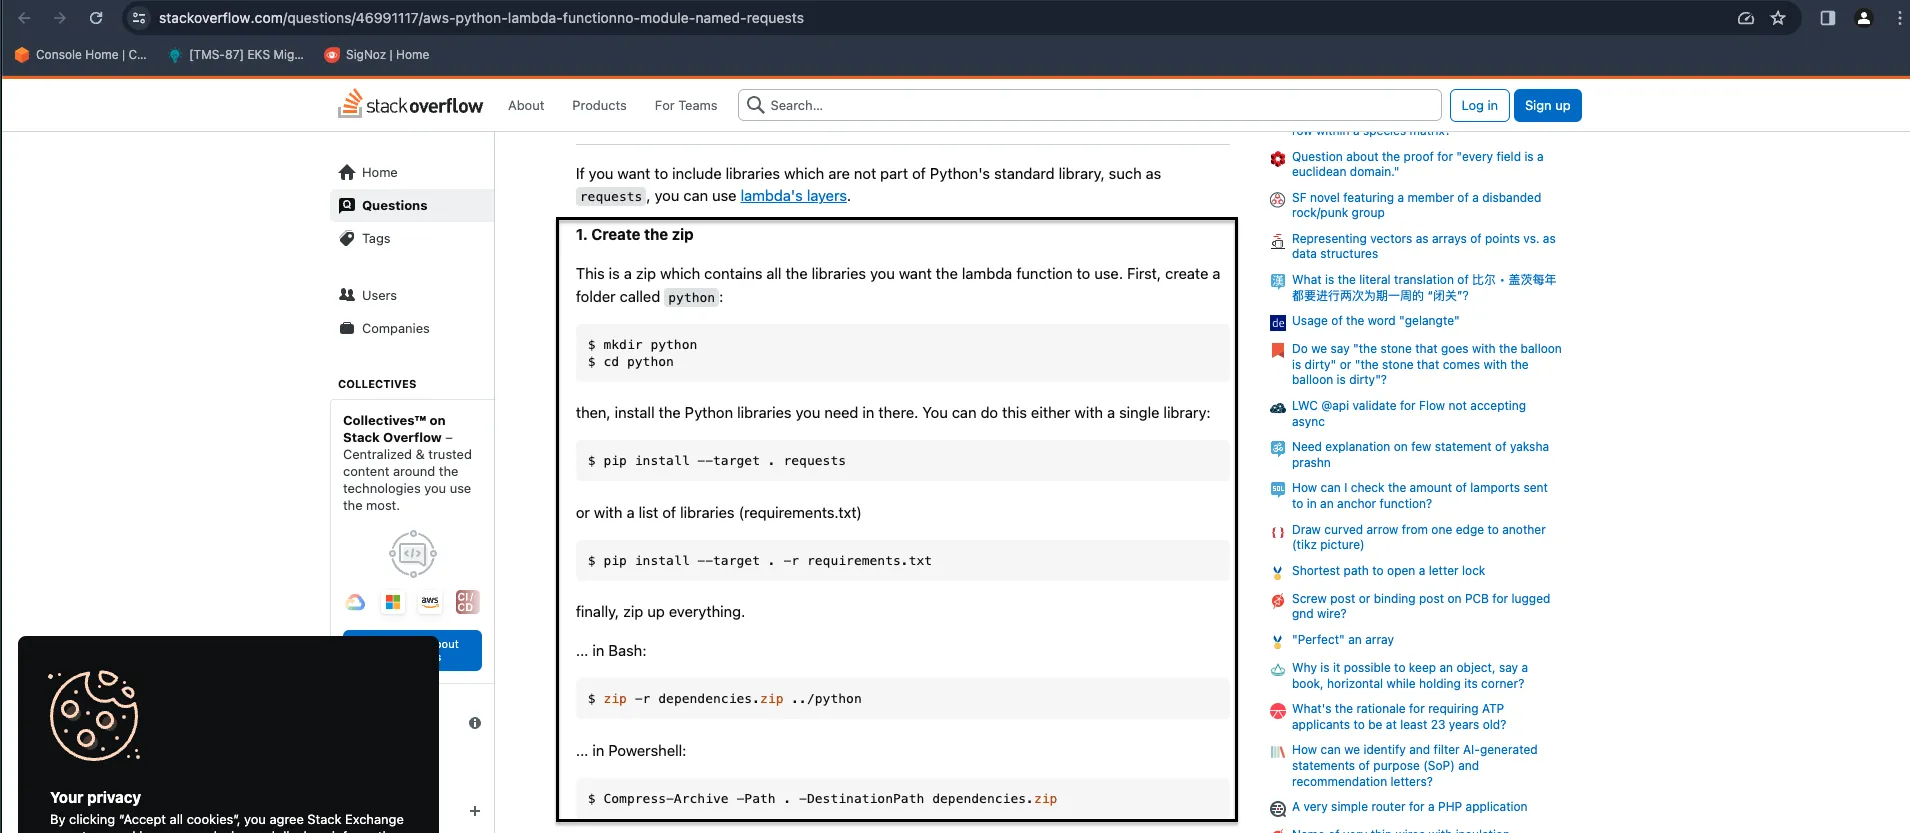 stackoverflow.com/questions/46991117/aws-python-lambda-functionno-module-named-requests
Console Home | C...
[TMS-87] EKS Mig...
SigNoz | Home
stackoverflow
About
Products
For Teams
Search...
Log in
Sign up
Home
Questions
Tags
Users
Companies
COLLECTIVES
Collectives™ on
Stack Overflow –
Centralized & trusted
content around the
technologies you use
the most.
aws
CI/
CD
bout
s
Your privacy
By clicking “Accept all cookies”, you agree Stack Exchange
If you want to include libraries which are not part of Python's standard library, such as
requests, you can use lambda's layers.
1. Create the zip
This is a zip which contains all the libraries you want the lambda function to use. First, create a
folder called python:
$ mkdir python
$ cd python
then, install the Python libraries you need in there. You can do this either with a single library:
$ pip install --target . requests
or with a list of libraries (requirements.txt)
$ pip install --target . -r requirements.txt
finally, zip up everything.
... in Bash:
$ zip -r dependencies.zip ../python
... in Powershell:
$ Compress-Archive -Path . -DestinationPath dependencies.zip
row within a species matrix?
Question about the proof for "every field is a
euclidean domain."
SF novel featuring a member of a disbanded
rock/punk group
Representing vectors as arrays of points vs. as
data structures
What is the literal translation of 比尔・盖茨每年
都要进行两次为期一周的 “闭关”?
de
Usage of the word "gelangte"
Do we say "the stone that goes with the balloon
is dirty" or "the stone that comes with the
balloon is dirty"?
LWC @api validate for Flow not accepting
async
Need explanation on few statement of yaksha
prashn
SOL
How can I check the amount of lamports sent
to in an anchor function?
Draw curved arrow from one edge to another
(tikz picture)
Shortest path to open a letter lock
Screw post or binding post on PCB for lugged
gnd wire?
"Perfect" an array
Why is it possible to keep an object, say a
book, horizontal while holding its corner?
What's the rationale for requiring ATP
applicants to be at least 23 years old?
How can we identify and filter AI-generated
statements of purpose (SoP) and
recommendation letters?
A very simple router for a PHP application
Name of very thin wires with insulation